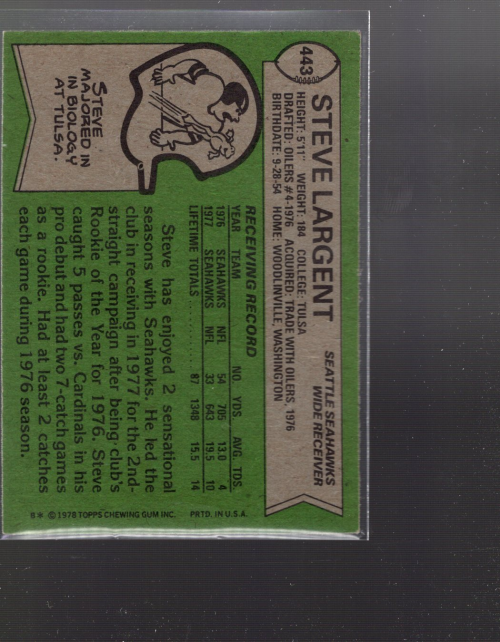 443
STEVE LARGENT
SEATTLE SEAHAWKS
WIDE RECEIVER
HEIGHT: 5'11" WEIGHT: 184 COLLEGE: TULSA
DRAFTED: OILERS #4-1976 ACQUIRED: TRADE WITH OILERS, 1976
BIRTHDATE: 9-28-54 HOME: WOODLINVILLE, WASHINGTON
RECEIVING RECORD
YEAR TEAM NO. YDS. AVG. TDS.
1976 SEAHAWKS NFL 54 705 13.0 4
1977 SEAHAWKS NFL 33 643 19.5 10
LIFETIME TOTALS . . . . . . . . 87 1348 15.5 14
Steve has enjoyed 2 sensational
seasons with Seahawks. He led the
club in receiving in 1977 for the 2nd-
straight campaign after being club's
Rookie of the Year for 1976. Steve
caught 5 passes vs. Cardinals in his
pro debut and had two 7-catch games
as a rookie. Had at least 2 catches
each game during 1976 season.
STEVE
MAJORED IN
IN BIOLOGY
AT TULSA.
B* © 1978 TOPPS CHEWING GUM INC. PRTD. IN U.S.A.